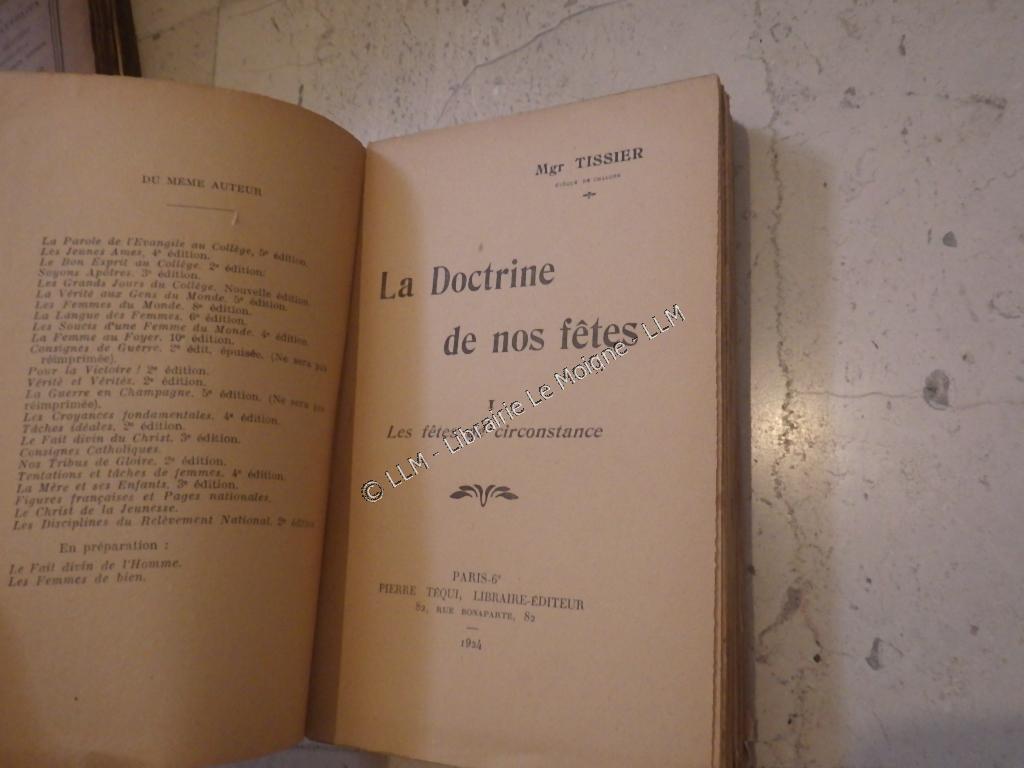 DU MÊME AUTEUR
La Parole de l'Evangile au Collège, 5e édition.
Les Jeunes Ames, 4e édition.
Le Bon Esprit au Collège. 2e édition.
Soyons Apôtres. 3e édition.
Les Grands Jours du Collège. Nouvelle édition.
La Vérité aux Gens du Monde. 5e édition.
Les Femmes du Monde. 8e édition.
La Langue des Femmes. 6e édition.
Les Soucis d'une Femme du Monde. 4e édition.
La Femme au Foyer. 10e édition.
Consignes de Guerre. 2e édit. épuisée. (Ne sera pas
réimprimée).
Pour la Victoire ! 2e édition.
Vérité et Vérités. 2e édition.
La Guerre en Champagne. 5e édition. (Ne sera pas
réimprimée).
Les Croyances fondamentales. 4e édition.
Tâches idéales. 2e édition.
Le Fait divin du Christ. 3e édition.
Consignes Catholiques.
Nos Tribus de Gloire. 2e édition.
Tentations et tâches de femmes. 4e édition.
La Mère et ses Enfants. 3e édition.
Figures françaises et Pages nationales.
Le Christ de la Jeunesse.
Les Disciplines du Relèvement National. 2e édition
En préparation :
Le Fait divin de l'Homme.
Les Femmes de bien.
Mgr TISSIER
ÉVÊQUE DE CHALONS
La Doctrine
de nos fêtes
I
Les fêtes circonstance
PARIS-6e
PIERRE TÉQUI, LIBRAIRE-ÉDITEUR
82, RUE BONAPARTE, 82
1924
© LLM - Librairie Le Moigne - LLM